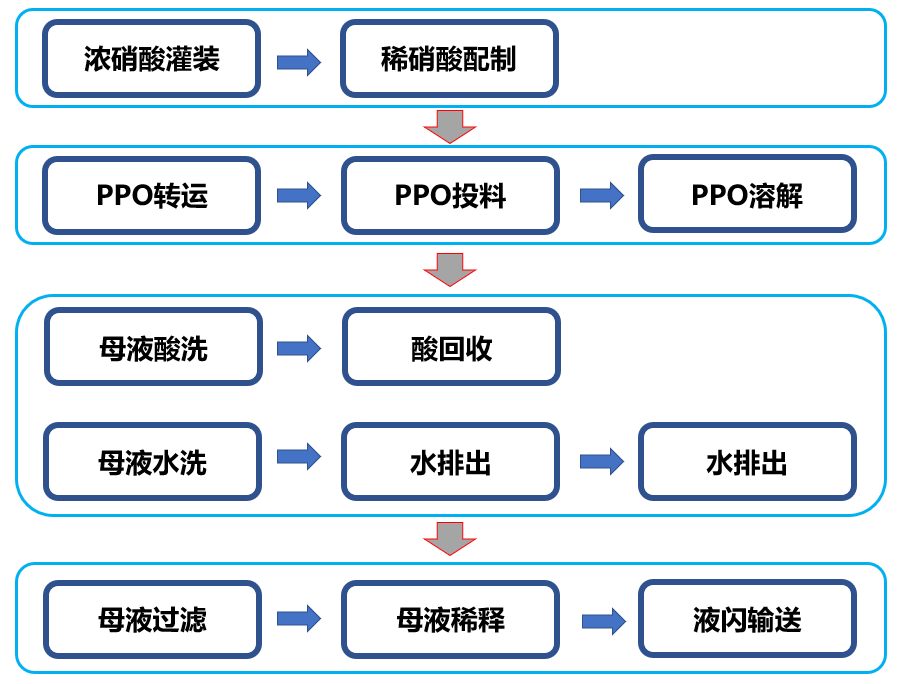 浓硝酸灌装
稀硝酸配制
PPO转运
PPO投料
PPO溶解
母液酸洗
酸回收
母液水洗
水排出
水排出
母液过滤
母液稀释
液闪输送